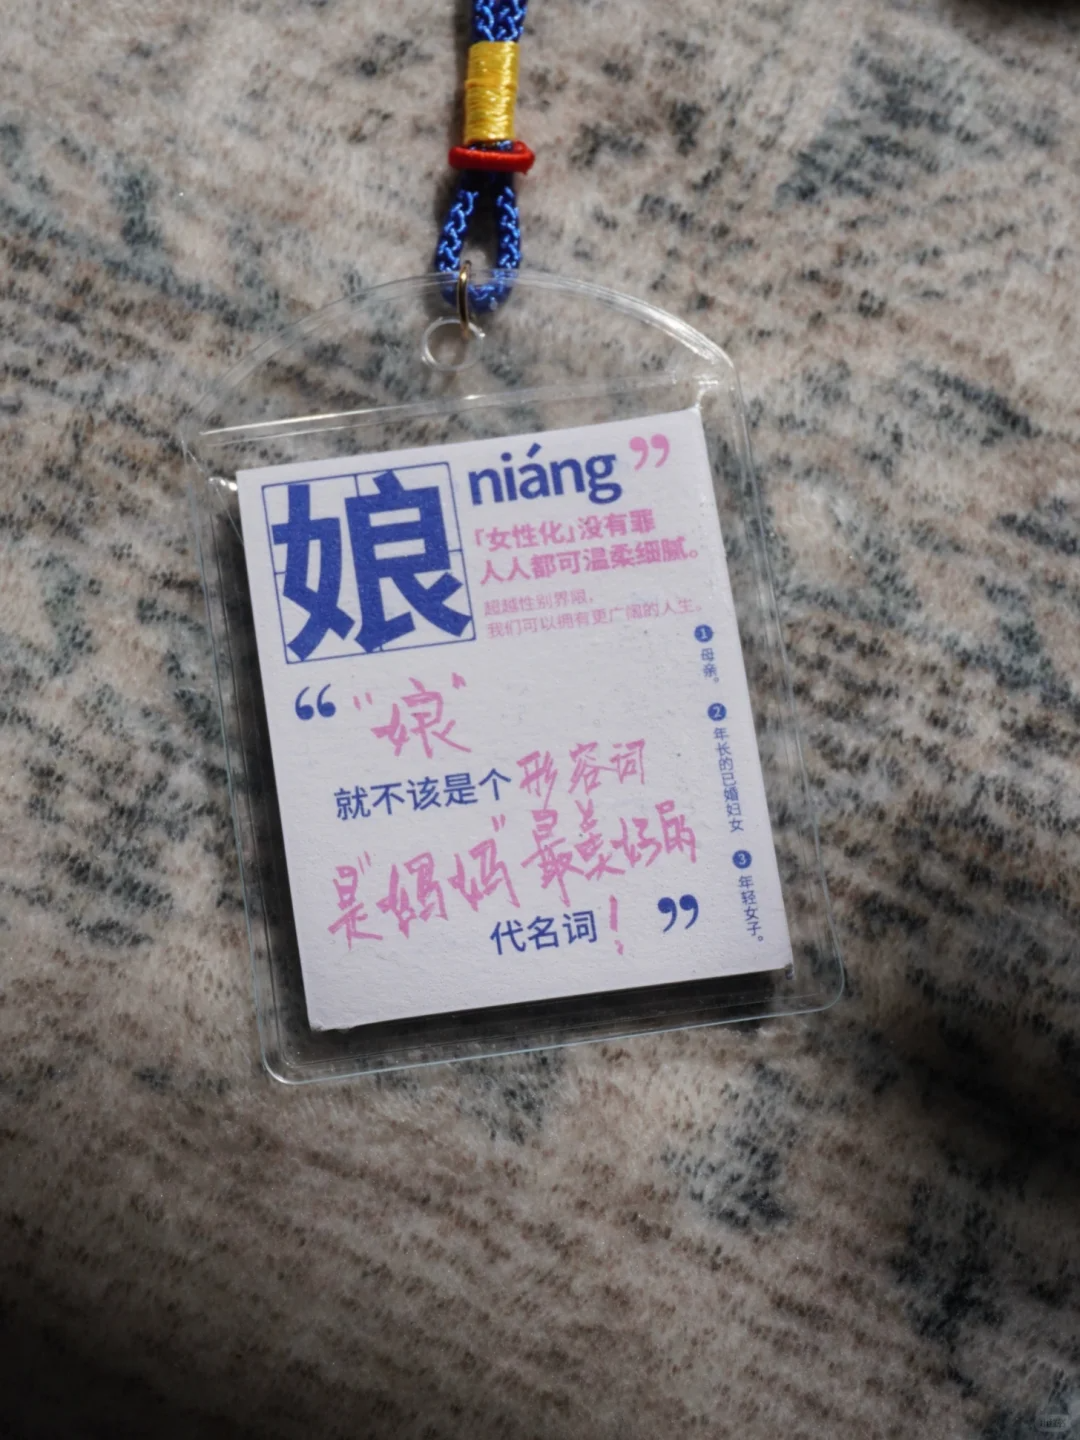 娘
niáng ”
「女性化」没有罪
人人都可温柔细腻。
超越性别界限，
我们可以拥有更广阔的人生。
“ “娘”
就不该是个形容词
是“妈妈”最美好的
代名词！ ”
1 母亲。
2 年长的已婚妇女
3 年轻女子。